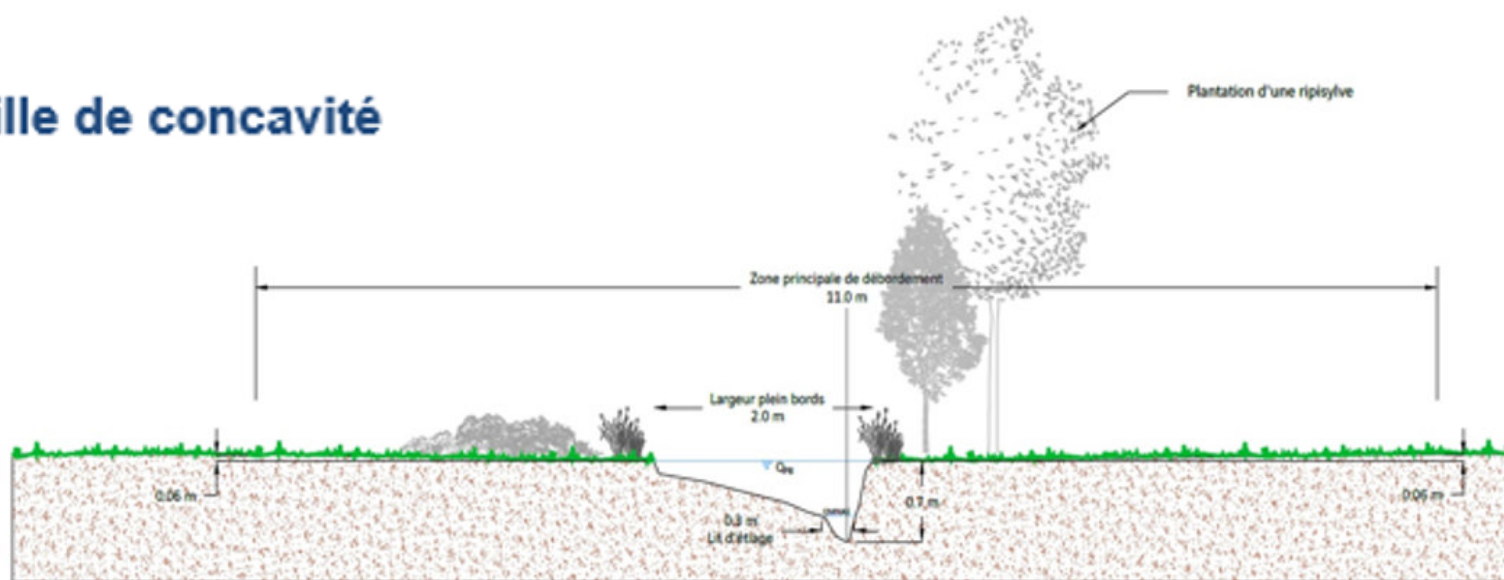 ille de concavité
Plantation d'une ripisylve
Zone principale de débordement
11.0 m
Largeur plein bords
2.0 m
0.06 m
0.3 m
Lit d'étiage
0.7 m
0.06 m